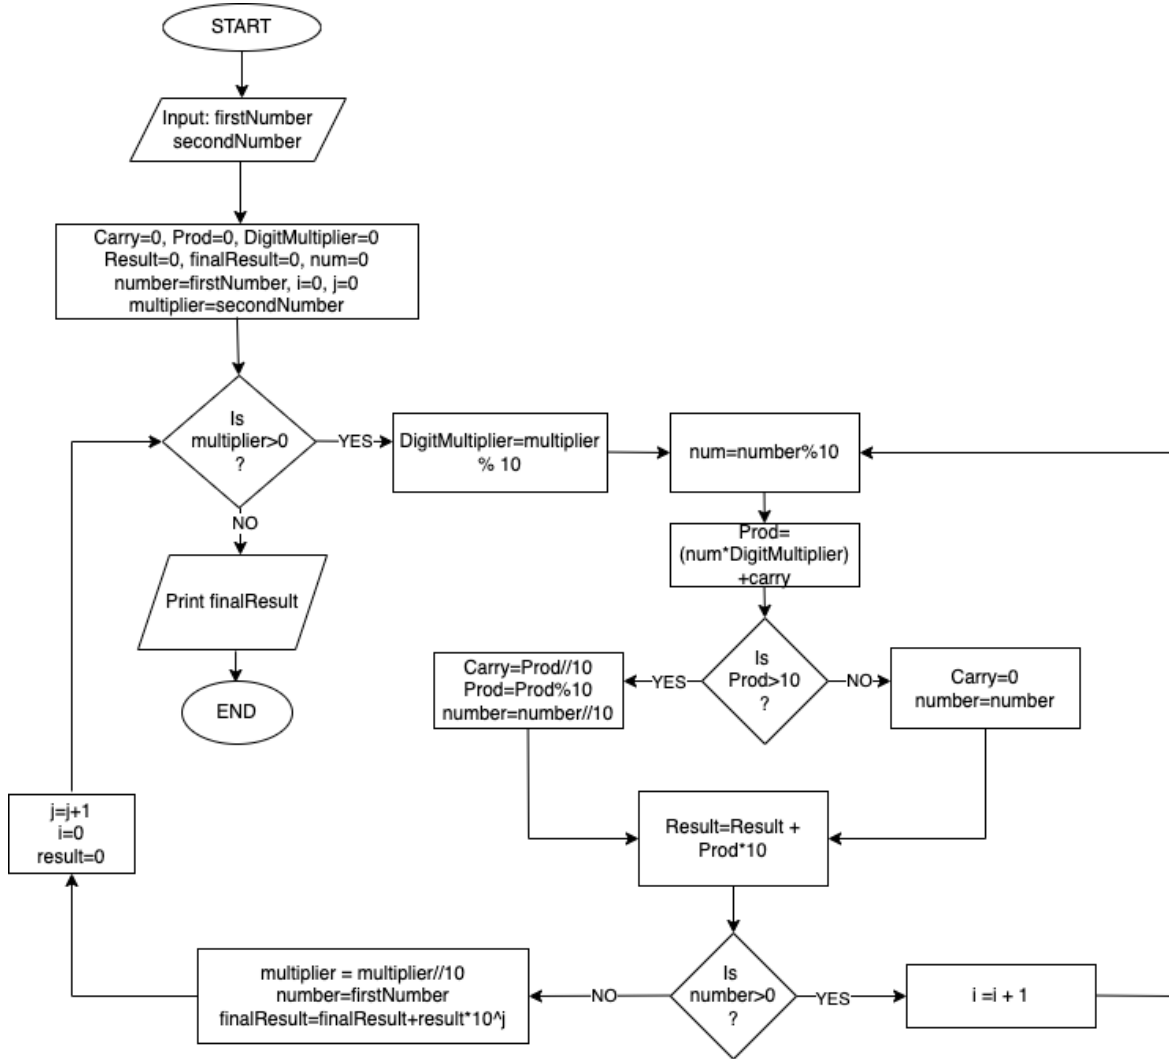 START
Input: firstNumber
secondNumber
Carry=0, Prod=0, DigitMultiplier=0
Result=0, finalResult=0, num=0
number=firstNumber, i=0, j=0
multiplier=secondNumber
Is
multiplier>0
?
YES
DigitMultiplier=multiplier
% 10
num=number%10
NO
Print finalResult
END
Prod=
(num*DigitMultiplier)
+carry
Is
Prod>10
?
YES
Carry=Prod//10
Prod=Prod%10
number=number//10
NO
Carry=0
number=number
Result=Result +
Prod*10
Is
number>0
?
YES
i =i + 1
NO
multiplier = multiplier//10
number=firstNumber
finalResult=finalResult+result*10^j
j=j+1
i=0
result=0